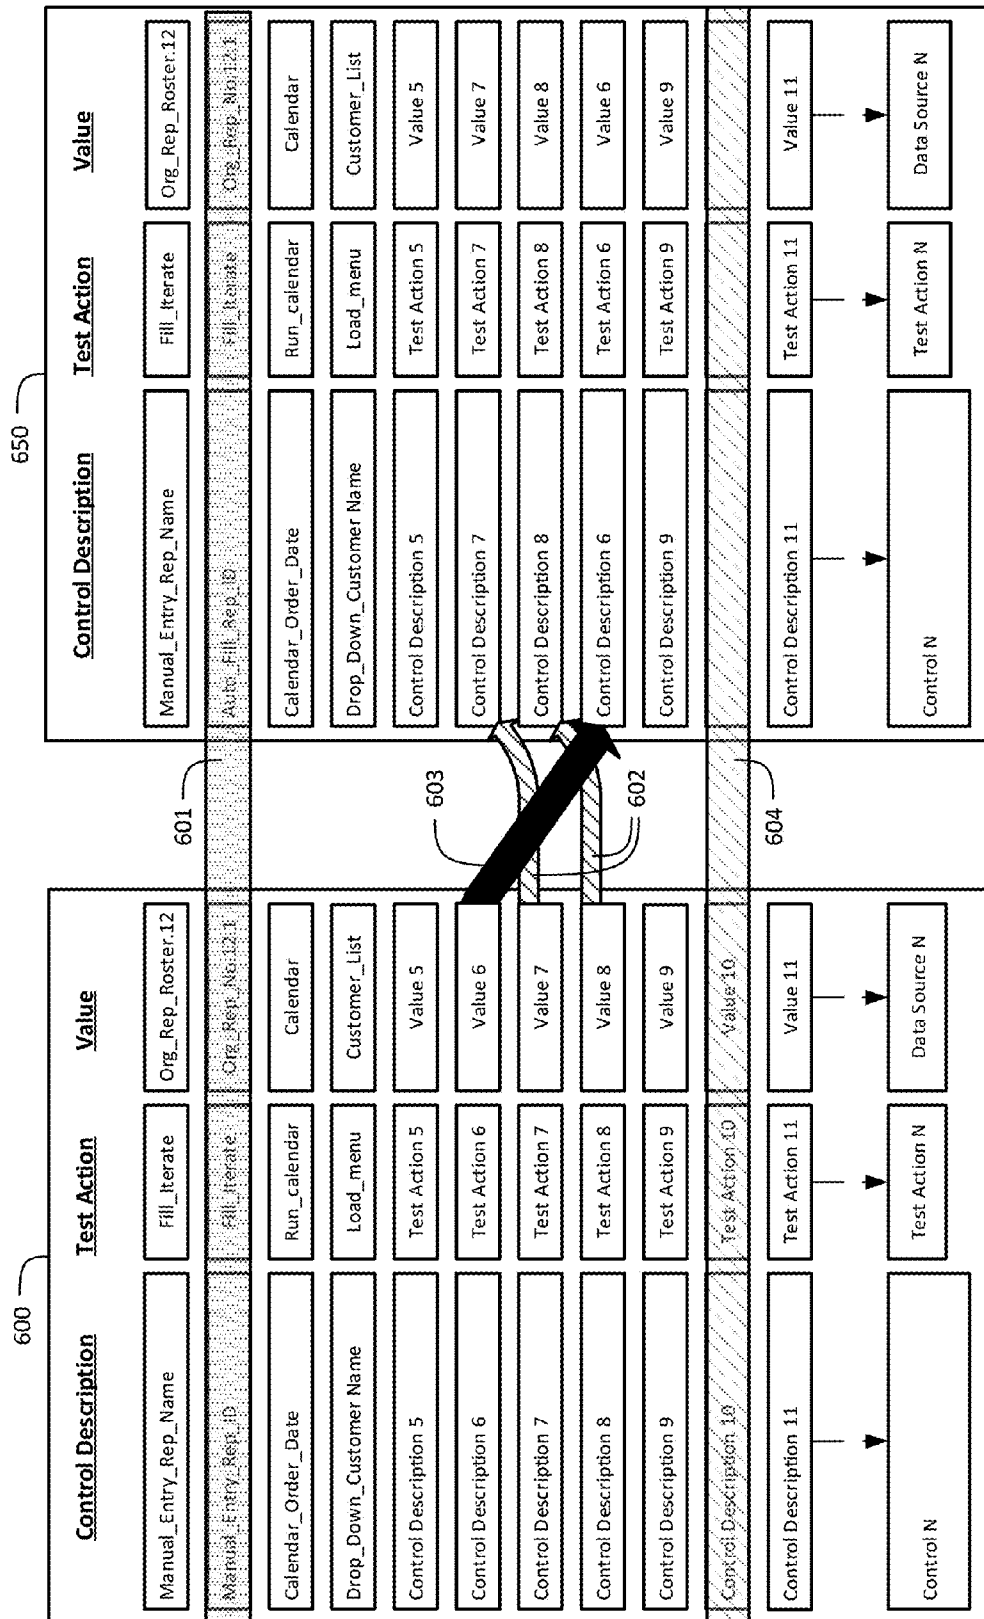 600
Control Description Test Action Value
Manual_Entry_Rep_Name Fill_Iterate Org_Rep_Roster.12
Manual_Entry_Rep_ID Fill_Iterate Org_Rep_No.12.1
Calendar_Order_Date Run_calendar Calendar
Drop_Down_Customer Name Load_menu Customer_List
Control Description 5 Test Action 5 Value 5
Control Description 6 Test Action 6 Value 6
Control Description 7 Test Action 7 Value 7
Control Description 8 Test Action 8 Value 8
Control Description 9 Test Action 9 Value 9
Control Description 10 Test Action 10 Value 10
Control Description 11 Test Action 11 Value 11
Control N Test Action N Data Source N
601
603
602
604
650
Control Description Test Action Value
Manual_Entry_Rep_Name Fill_Iterate Org_Rep_Roster.12
Auto_Fill_Rep_ID Fill_Iterate Org_Rep_No.12.1
Calendar_Order_Date Run_calendar Calendar
Drop_Down_Customer Name Load_menu Customer_List
Control Description 5 Test Action 5 Value 5
Control Description 7 Test Action 7 Value 7
Control Description 8 Test Action 8 Value 8
Control Description 6 Test Action 6 Value 6
Control Description 9 Test Action 9 Value 9
Control Description 11 Test Action 11 Value 11
Control N Test Action N Data Source N